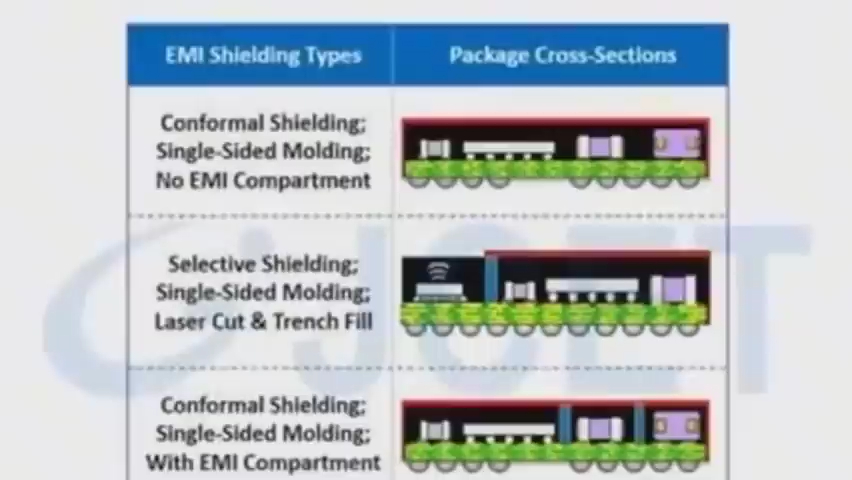 EMI Shielding Types
Package Cross-Sections
Conformal Shielding;
Single-Sided Molding;
No EMI Compartment
Selective Shielding;
Single-Sided Molding;
Laser Cut & Trench Fill
Conformal Shielding;
Single-Sided Molding;
With EMI Compartment
JCET